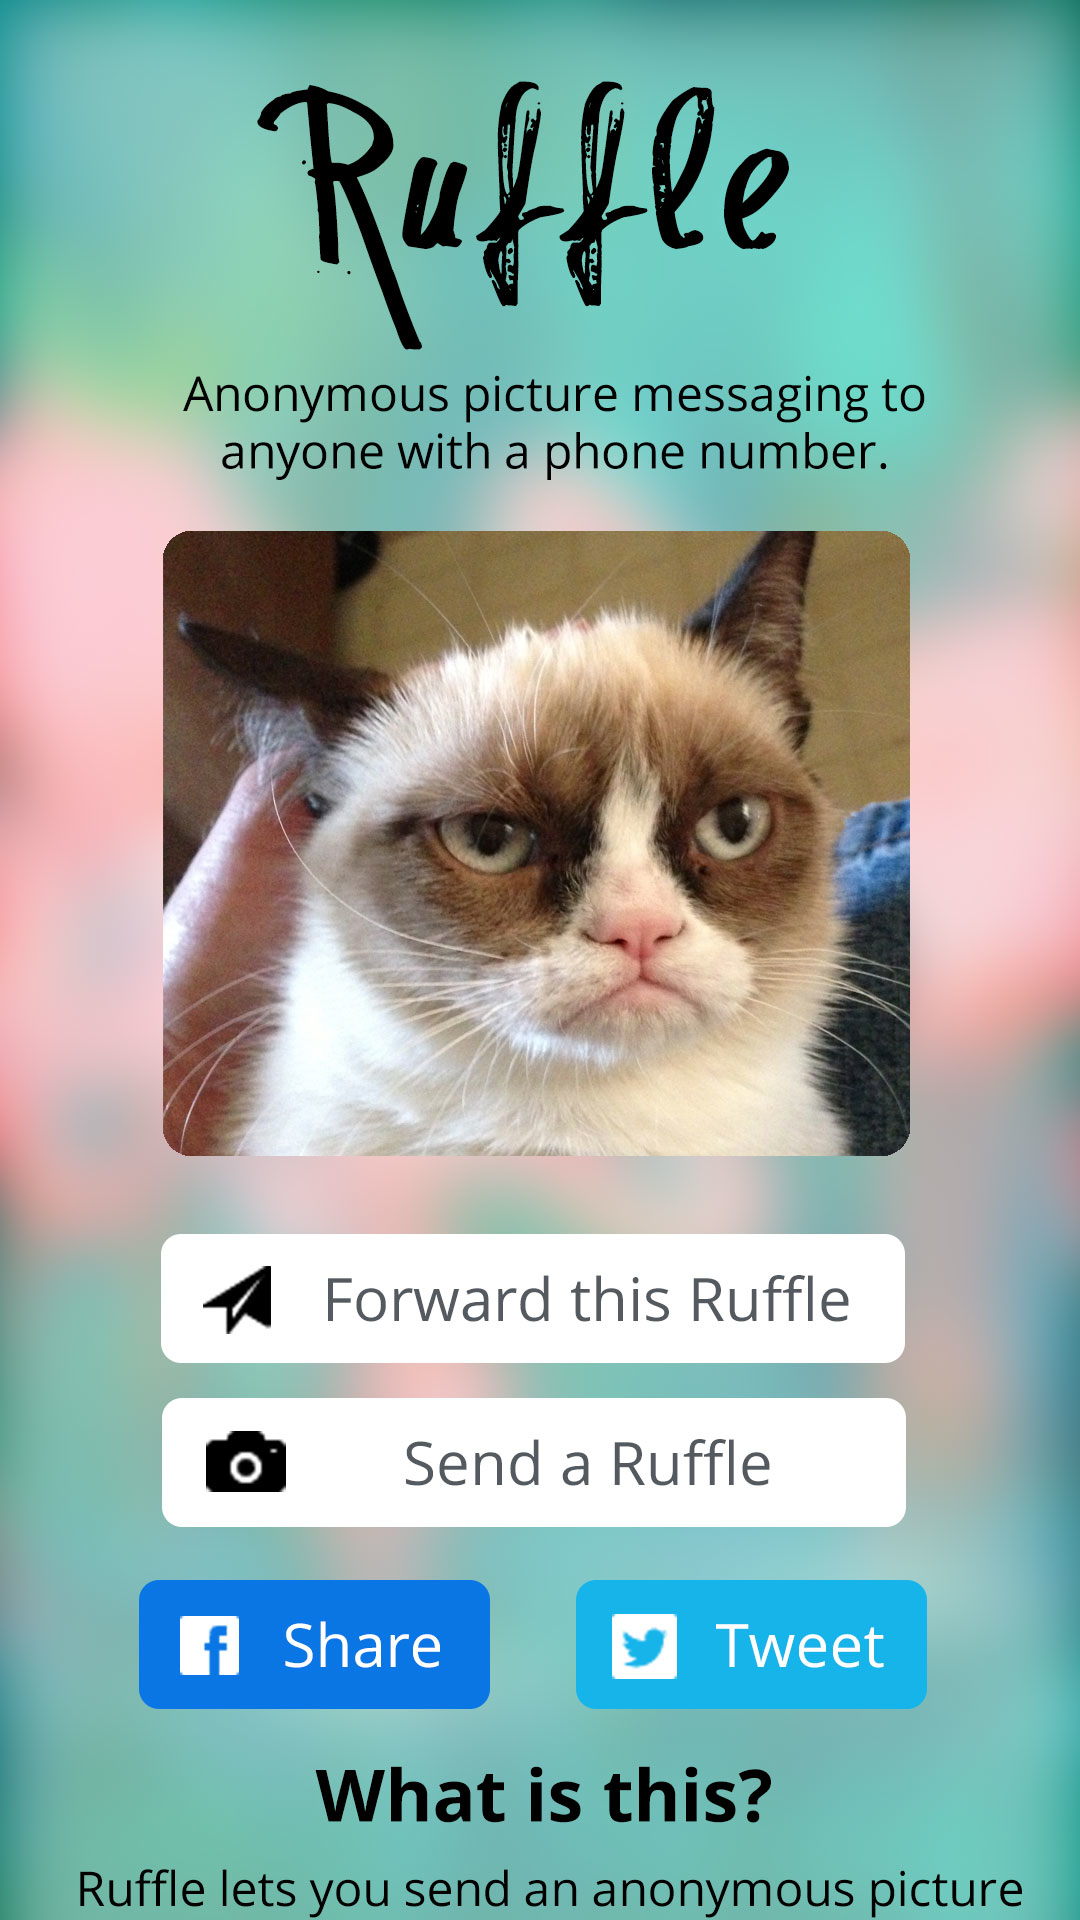 Ruffle
Anonymous picture messaging to
anyone with a phone number.
Forward this Ruffle
Send a Ruffle
Share
Tweet
What is this?
Ruffle lets you send an anonymous picture